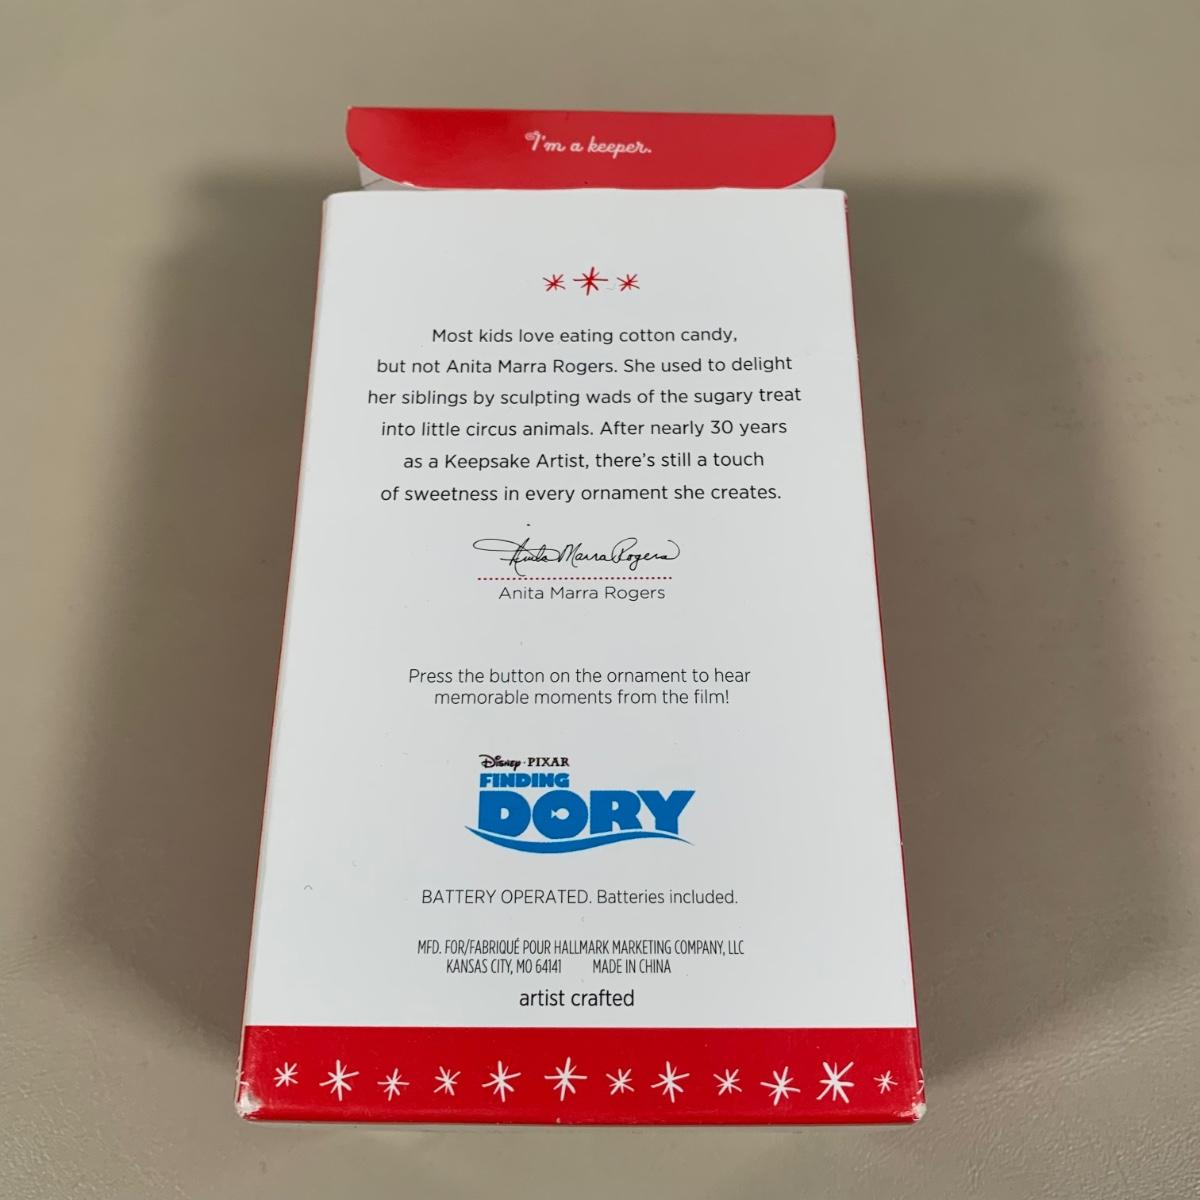 I'm a keeper.
Most kids love eating cotton candy,
but not Anita Marra Rogers. She used to delight
her siblings by sculpting wads of the sugary treat
into little circus animals. After nearly 30 years
as a Keepsake Artist, there's still a touch
of sweetness in every ornament she creates.
Anita Marra Rogers
Anita Marra Rogers
Press the button on the ornament to hear
memorable moments from the film!
Disney · PIXAR
FINDING
DORY
BATTERY OPERATED. Batteries included.
MFD. FOR/FABRIQUÉ POUR HALLMARK MARKETING COMPANY, LLC
KANSAS CITY, MO 64141 MADE IN CHINA
artist crafted